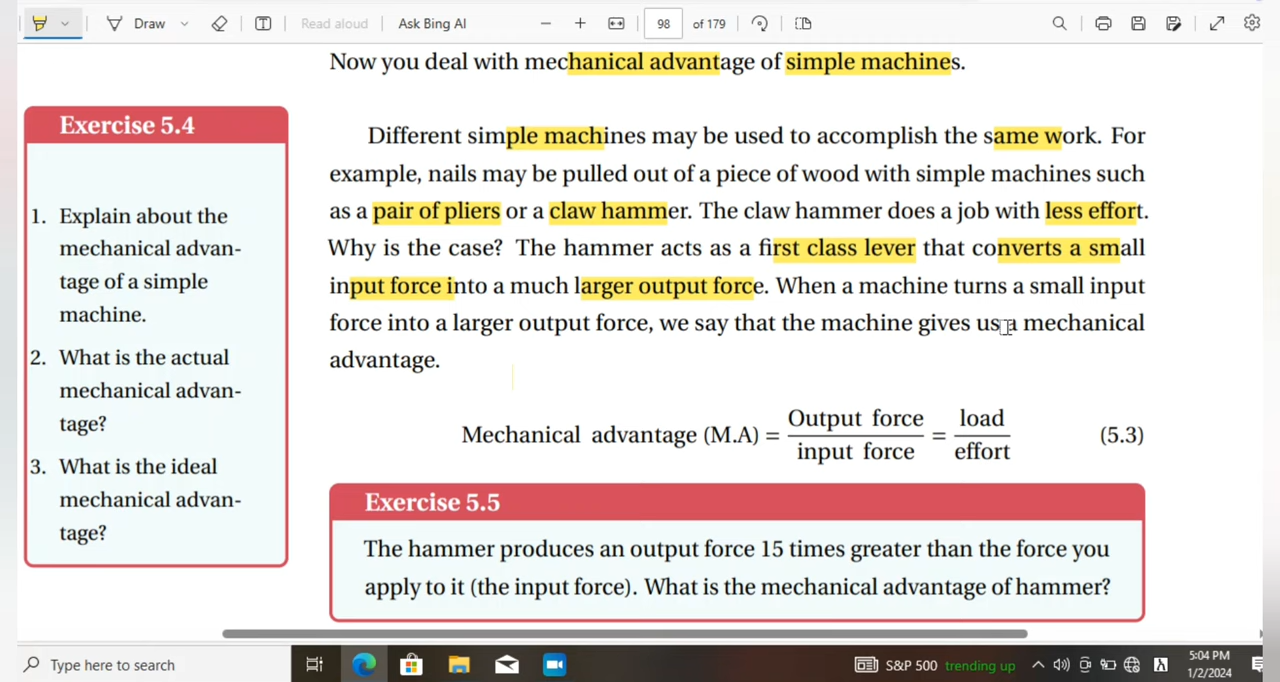 Draw
Read aloud
Ask Bing AI
98
of 179
Now you deal with mechanical advantage of simple machines.
Exercise 5.4
1. Explain about the
mechanical advan-
tage of a simple
machine.
2. What is the actual
mechanical advan-
tage?
3. What is the ideal
mechanical advan-
tage?
Different simple machines may be used to accomplish the same work. For
example, nails may be pulled out of a piece of wood with simple machines such
as a pair of pliers or a claw hammer. The claw hammer does a job with less effort.
Why is the case? The hammer acts as a first class lever that converts a small
input force into a much larger output force. When a machine turns a small input
force into a larger output force, we say that the machine gives us a mechanical
advantage.
Mechanical advantage (M.A) = Output force / input force = load / effort (5.3)
Exercise 5.5
The hammer produces an output force 15 times greater than the force you
apply to it (the input force). What is the mechanical advantage of hammer?
Type here to search
S&P 500 trending up
5:04 PM
1/2/2024